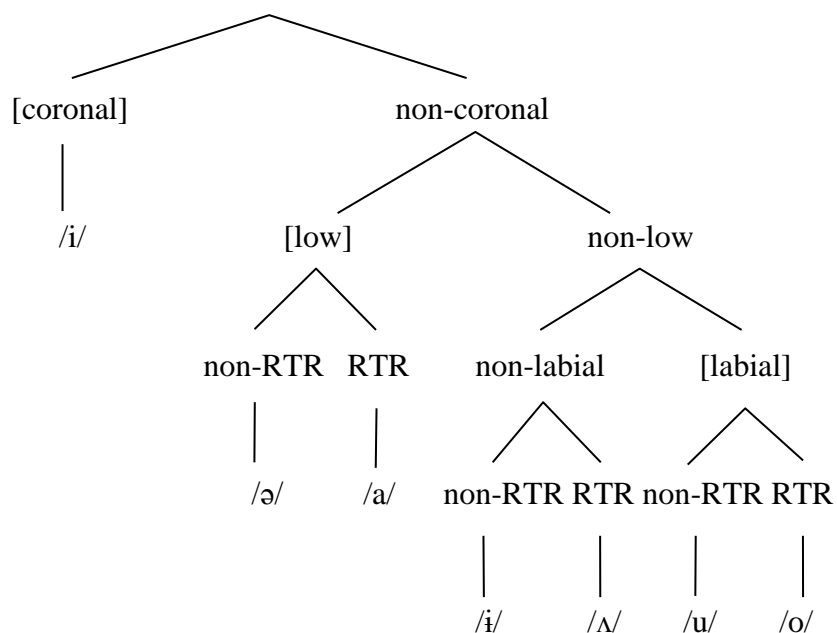 [coronal] non-coronal
/i/ [low] non-low
non-RTR RTR non-labial [labial]
/ə/ /a/ non-RTR RTR non-RTR RTR
/ɨ/ /ʌ/ /u/ /o/